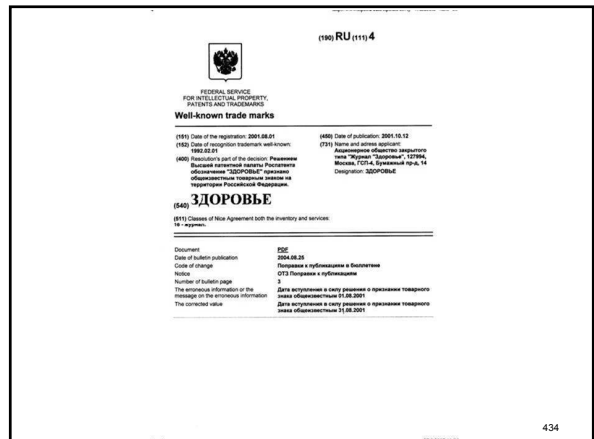 (190) RU (111) 4
FEDERAL SERVICE
FOR INTELLECTUAL PROPERTY,
PATENTS AND TRADEMARKS
Well-known trade marks
(151) Date of the registration: 2001.08.01
(152) Date of recognition trademark well-known:
1992.02.01
(400) Resolution's part of the decision: Решением
Высшей патентной палаты Роспатента
обозначение "ЗДОРОВЬЕ" признано
общеизвестным товарным знаком на
территории Российской Федерации.
(450) Date of publication: 2001.10.12
(731) Name and adress applicant:
Акционерное общество закрытого
типа "Журнал "Здоровье", 127994,
Москва, ГСП-4, Бумажный пр-д, 14
Designation: ЗДОРОВЬЕ
(540) ЗДОРОВЬЕ
(511) Classes of Nice Agreement both the inventory and services:
16 - журнал.
Document PDF
Date of bulletin publication 2004.08.25
Code of change Поправки к публикациям в бюллетене
Notice ОТЗ Поправки к публикациям
Number of bulletin page 3
The erroneous information or the Дата вступления в силу решения о признании товарного
message on the erroneous information знака общеизвестным 01.08.2001
The corrected value Дата вступления в силу решения о признании товарного
знака общеизвестным 31.08.2001
434